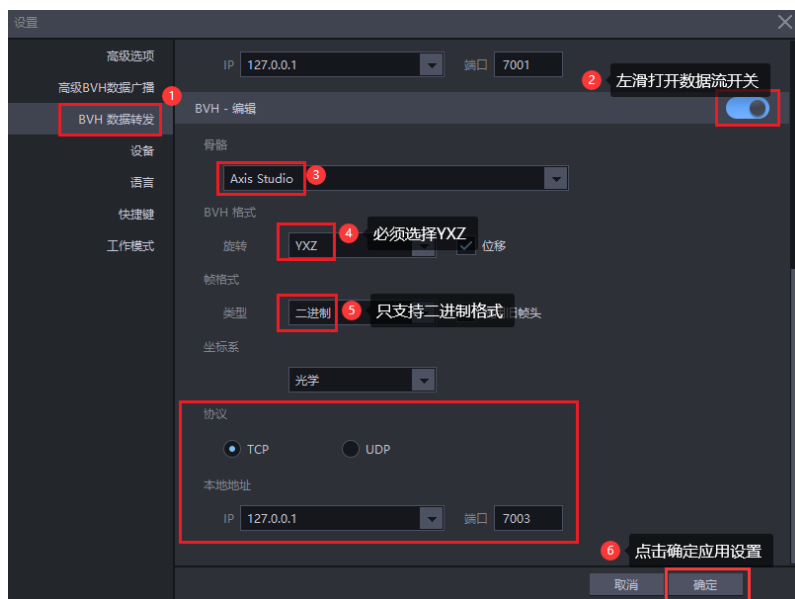 设置
高级选项
IP 127.0.0.1 端口 7001
2 左滑打开数据流开关
高级BVH数据广播
1
BVH 数据转发
BVH - 编辑
设备
骨骼
语言
Axis Studio 3
快捷键
BVH 格式
工作模式
旋转 YXZ 4 必须选择YXZ 位移
帧格式
类型 二进制 5 只支持二进制格式 旧帧头
坐标系
光学
协议
TCP UDP
本地地址
IP 127.0.0.1 端口 7003
6 点击确定应用设置
取消 确定